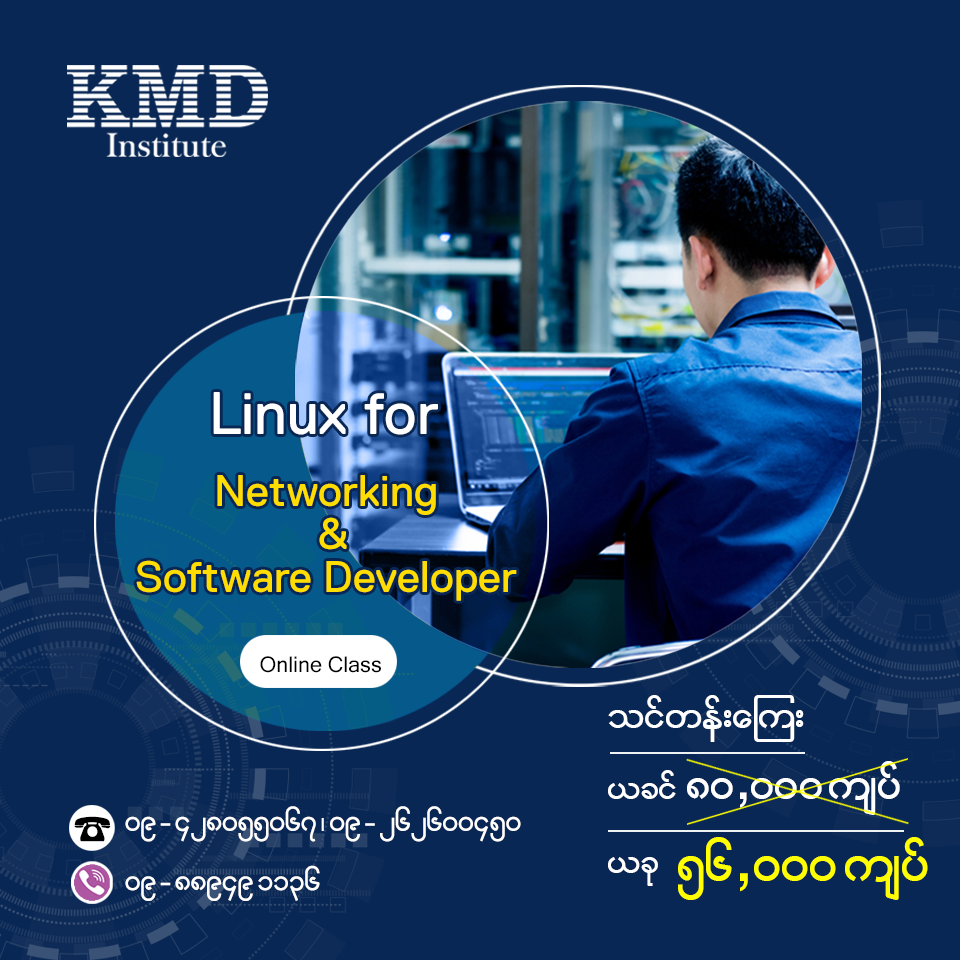 KMD
Institute
Linux for
Networking
&
Software Developer
Online Class
သင်တန်းကြေး
ယခင် ၈၀,၀၀၀ ကျပ်
ယခု ၅၆,၀၀၀ ကျပ်
၀၉ – ၄၂၈၀၅၅၀၆၇ ၊ ၀၉ – ၂၆၂၆၀၀၄၅၀
၀၉ – ၈၈၉၄၉ ၁၁၃၆